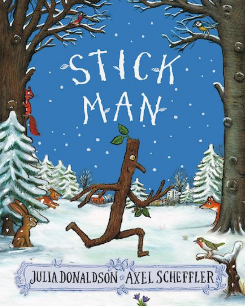 STICK
MAN
JULIA DONALDSON AXEL SCHEFFLER